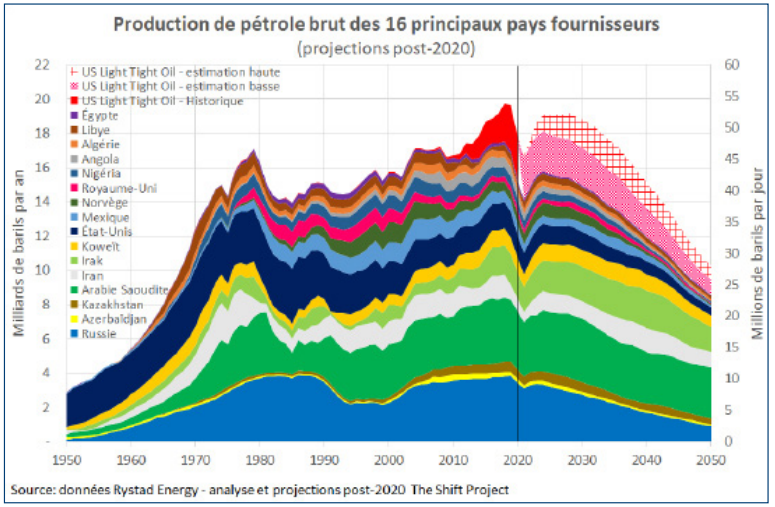 Production de pétrole brut des 16 principaux pays fournisseurs
(projections post-2020)
Milliards de barils par an
22
20
18
16
14
12
10
8
6
4
2
-
US Light Tight Oil - estimation haute
US Light Tight Oil - estimation basse
US Light Tight Oil - Historique
Égypte
Libye
Algérie
Angola
Nigéria
Royaume-Uni
Norvège
Mexique
État-Unis
Koweït
Irak
Iran
Arabie Saoudite
Kazakhstan
Azerbaïdjan
Russie
60
55
50
45
40
35
30
25
20
15
10
5
0
Millions de barils par jour
1950 1960 1970 1980 1990 2000 2010 2020 2030 2040 2050
Source: données Rystad Energy - analyse et projections post-2020 The Shift Project